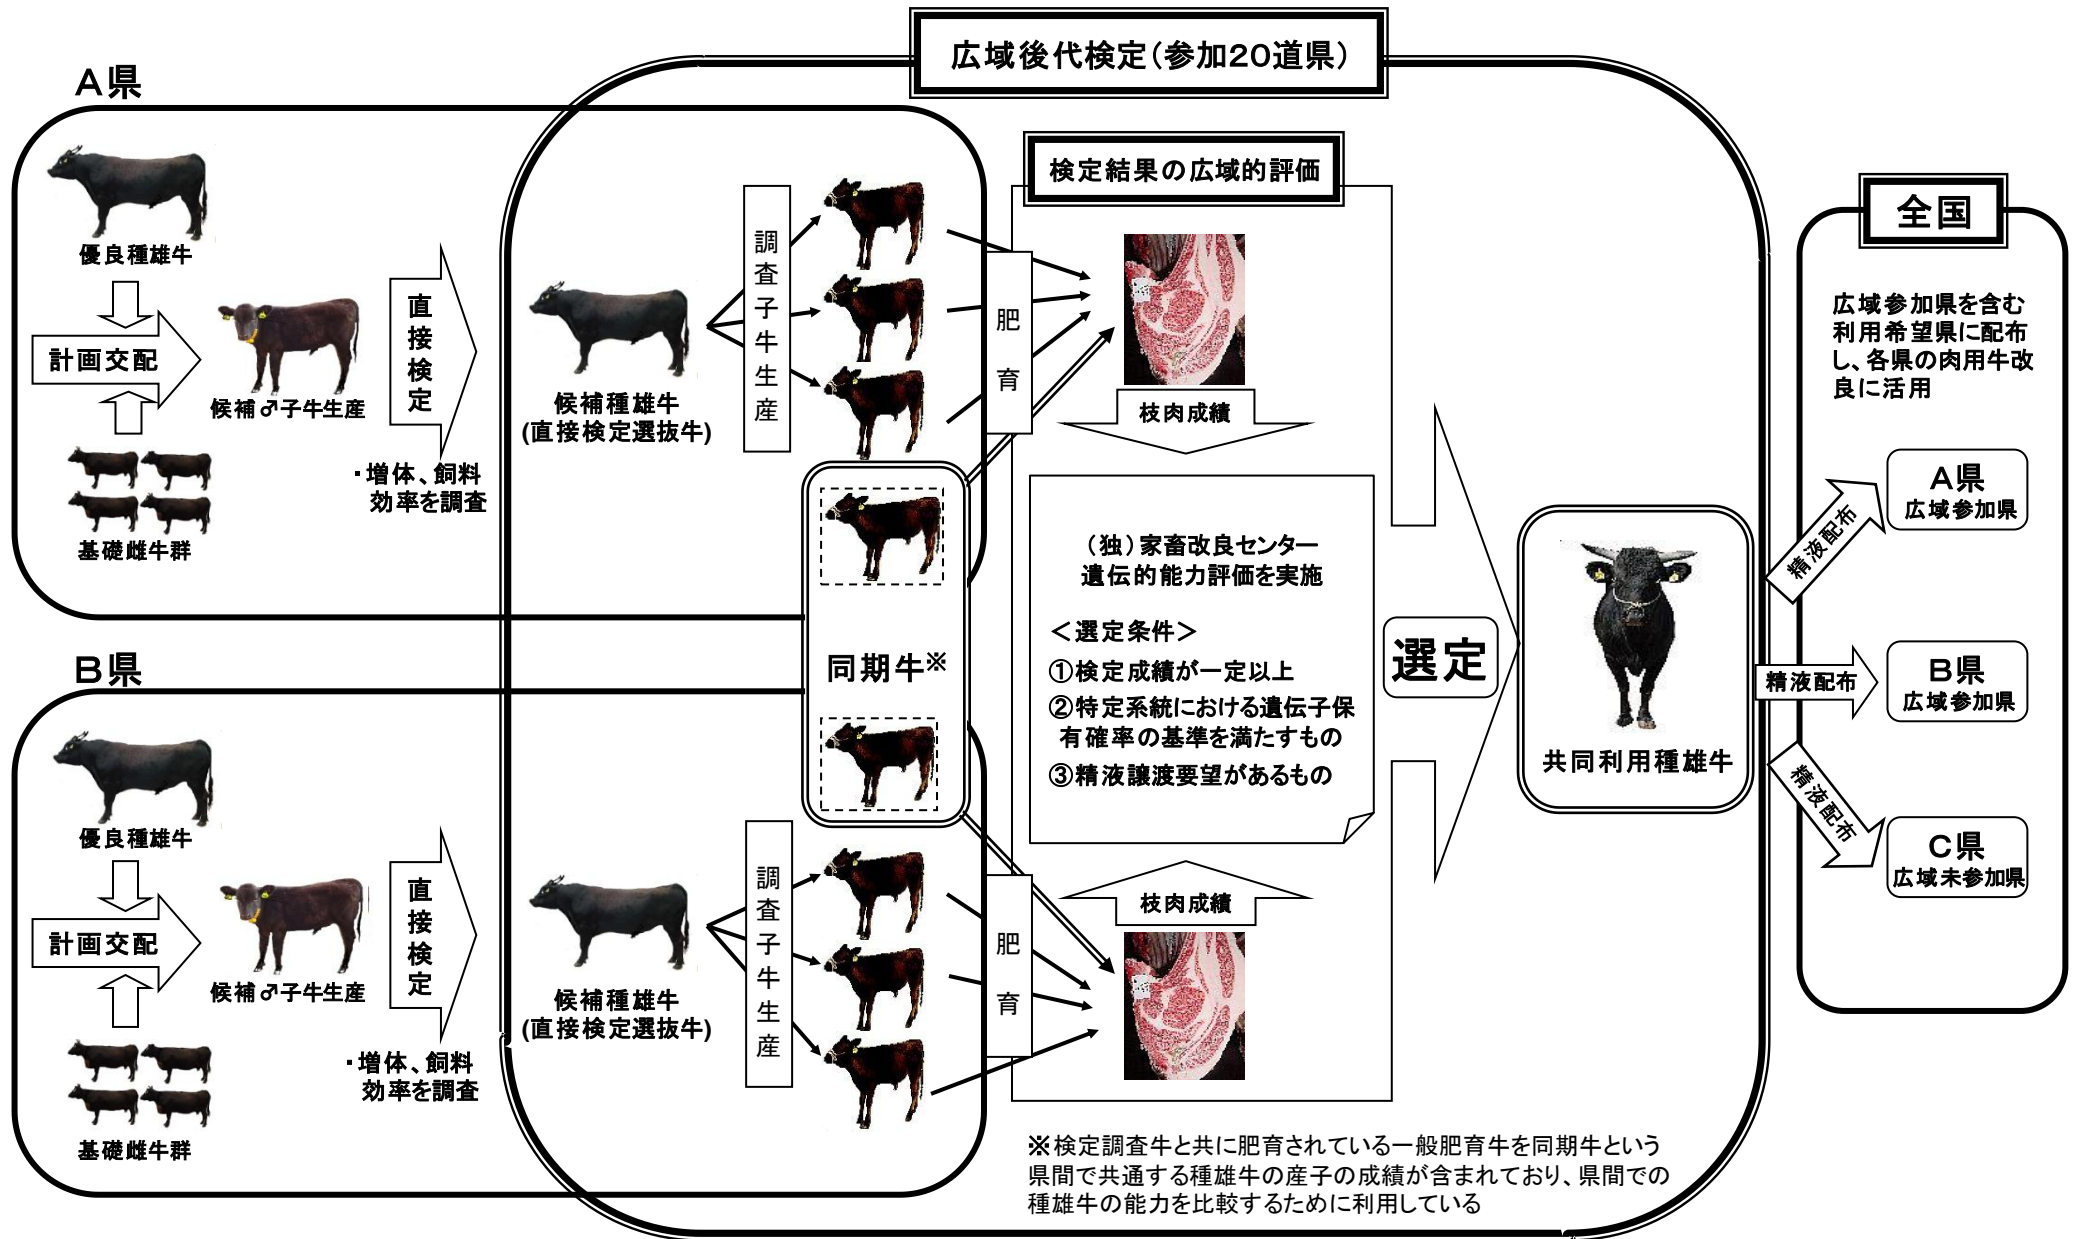 広域後代検定(参加20道県)
A県
優良種雄牛
計画交配
候補♂子牛生産
基礎雌牛群
直接検定
・増体、飼料
効率を調査
候補種雄牛
(直接検定選抜牛)
調査子牛生産
肥育
検定結果の広域的評価
枝肉成績
同期牛※
B県
優良種雄牛
計画交配
候補♂子牛生産
基礎雌牛群
直接検定
・増体、飼料
効率を調査
候補種雄牛
(直接検定選抜牛)
調査子牛生産
肥育
枝肉成績
(独)家畜改良センター
遺伝的能力評価を実施
<選定条件>
①検定成績が一定以上
②特定系統における遺伝子保
有確率の基準を満たすもの
③精液譲渡要望があるもの
選定
共同利用種雄牛
全国
広域参加県を含む
利用希望県に配布
し、各県の肉用牛改
良に活用
精液配布
A県
広域参加県
精液配布
B県
広域参加県
精液配布
C県
広域未参加県
※検定調査牛と共に肥育されている一般肥育牛を同期牛という
県間で共通する種雄牛の産子の成績が含まれており、県間での
種雄牛の能力を比較するために利用している